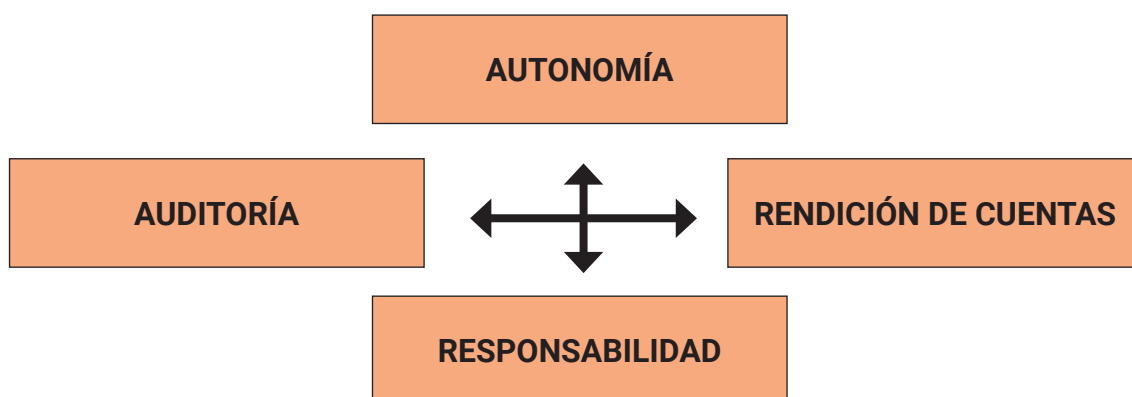 AUTONOMÍA
AUDITORÍA
RENDICIÓN DE CUENTAS
RESPONSABILIDAD